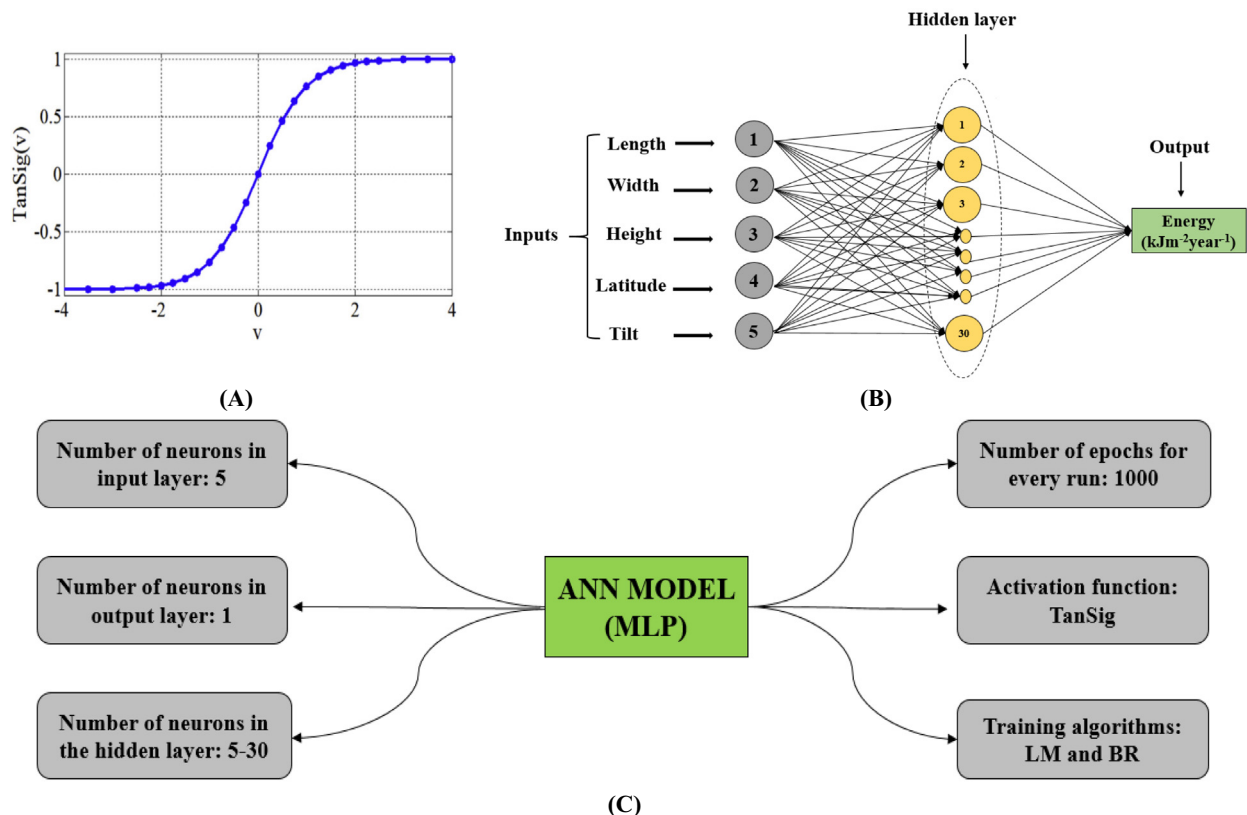 1
0.5
0
-0.5
-1
TanSig(v)
-4
-2
0
2
4
v
(A)
Hidden layer
Inputs
Length
Width
Height
Latitude
Tilt
1
2
3
4
5
1
2
3
30
Output
Energy
(kJm⁻²year⁻¹)
(B)
Number of neurons in
input layer: 5
Number of neurons in
output layer: 1
Number of neurons in
the hidden layer: 5-30
ANN MODEL
(MLP)
Number of epochs for
every run: 1000
Activation function:
TanSig
Training algorithms:
LM and BR
(C)